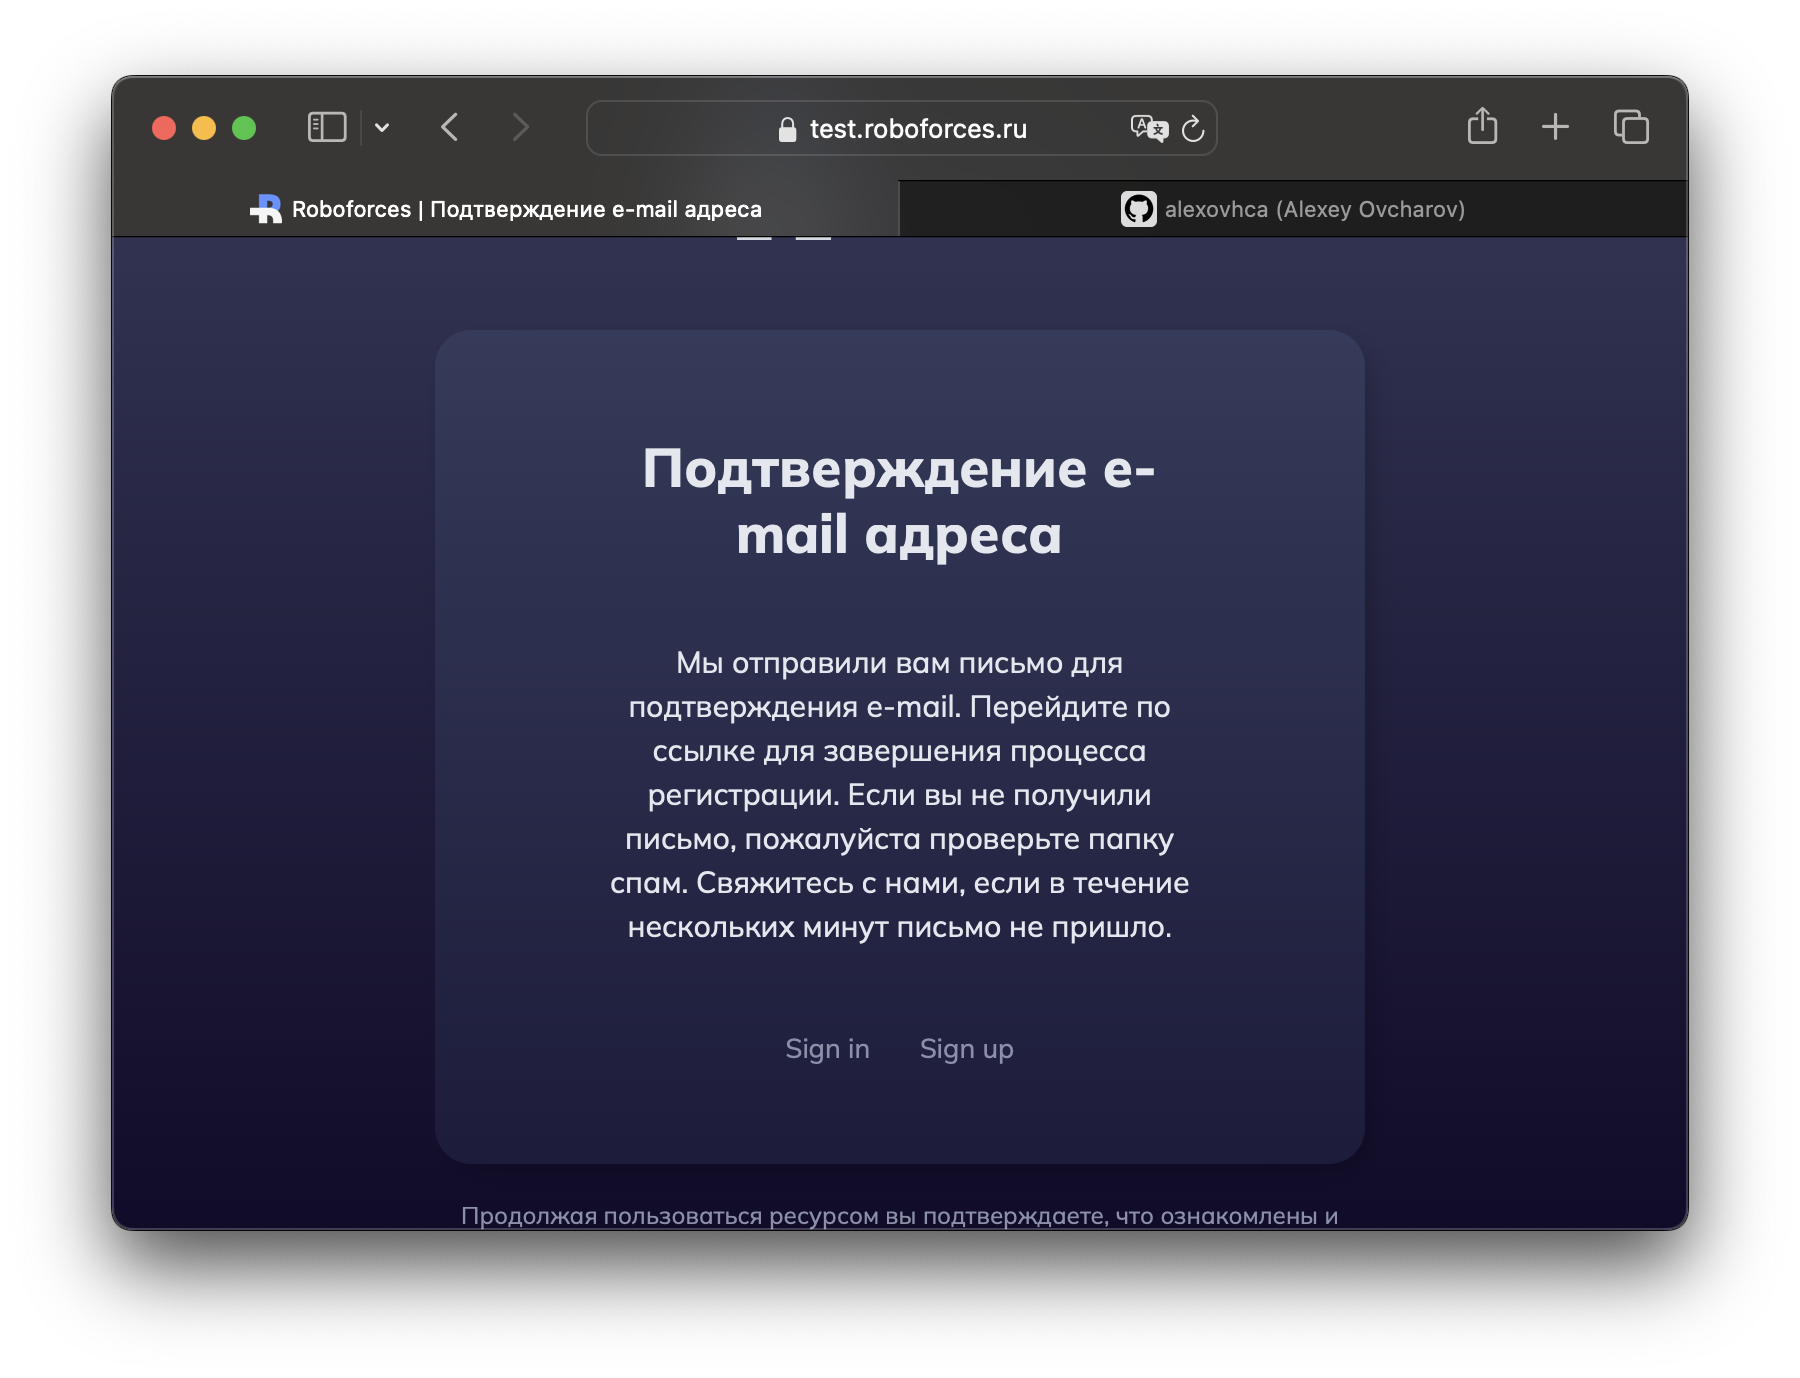 test.roboforces.ru
Roboforces | Подтверждение e-mail адреса
alexovhca (Alexey Ovcharov)
Подтверждение e-
mail адреса
Мы отправили вам письмо для
подтверждения e-mail. Перейдите по
ссылке для завершения процесса
регистрации. Если вы не получили
письмо, пожалуйста проверьте папку
спам. Свяжитесь с нами, если в течение
нескольких минут письмо не пришло.
Sign in Sign up
Продолжая пользоваться ресурсом вы подтверждаете, что ознакомлены и